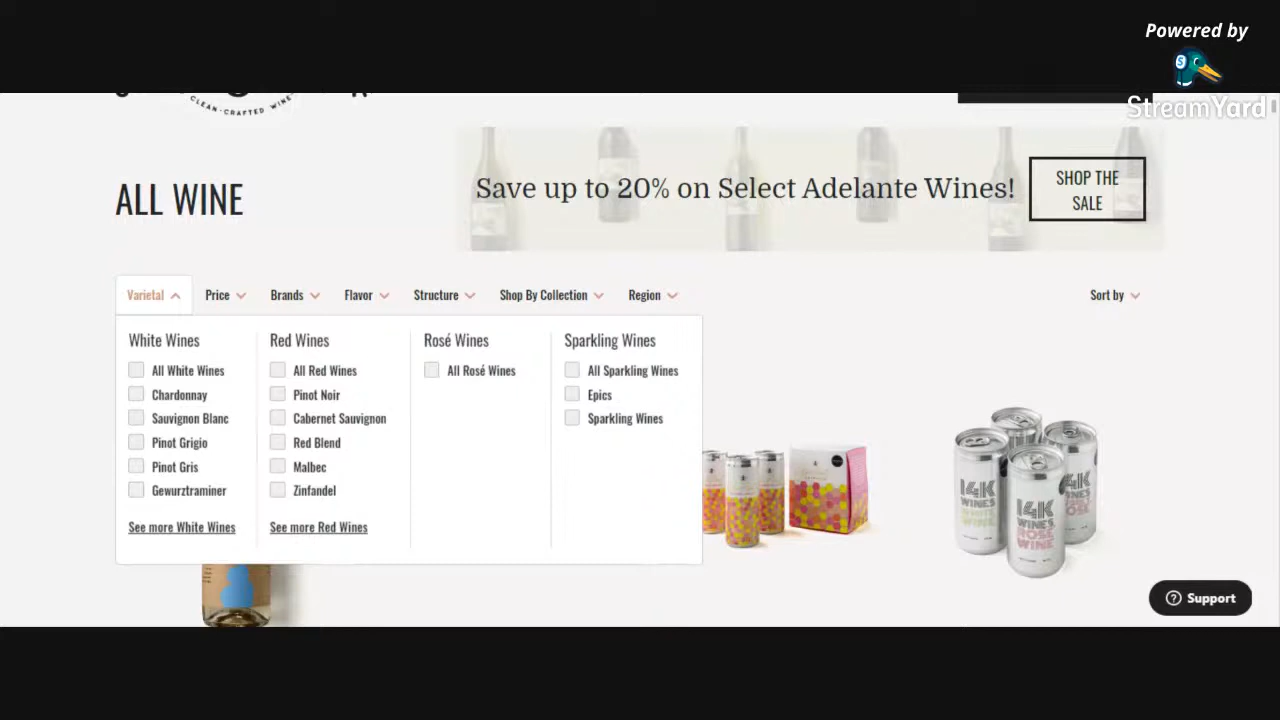 Powered by
StreamYard
CLEAN-CRAFTED WINE
ALL WINE
Save up to 20% on Select Adelante Wines!
SHOP THE
SALE
Varietal
Price
Brands
Flavor
Structure
Shop By Collection
Region
Sort by
White Wines
All White Wines
Chardonnay
Sauvignon Blanc
Pinot Grigio
Pinot Gris
Gewurztraminer
See more White Wines
Red Wines
All Red Wines
Pinot Noir
Cabernet Sauvignon
Red Blend
Malbec
Zinfandel
See more Red Wines
Rosé Wines
All Rosé Wines
Sparkling Wines
All Sparkling Wines
Epics
Sparkling Wines
14K
WINES
WHITE
WINE
14K
WINES
ROSÉ
WINE
Support